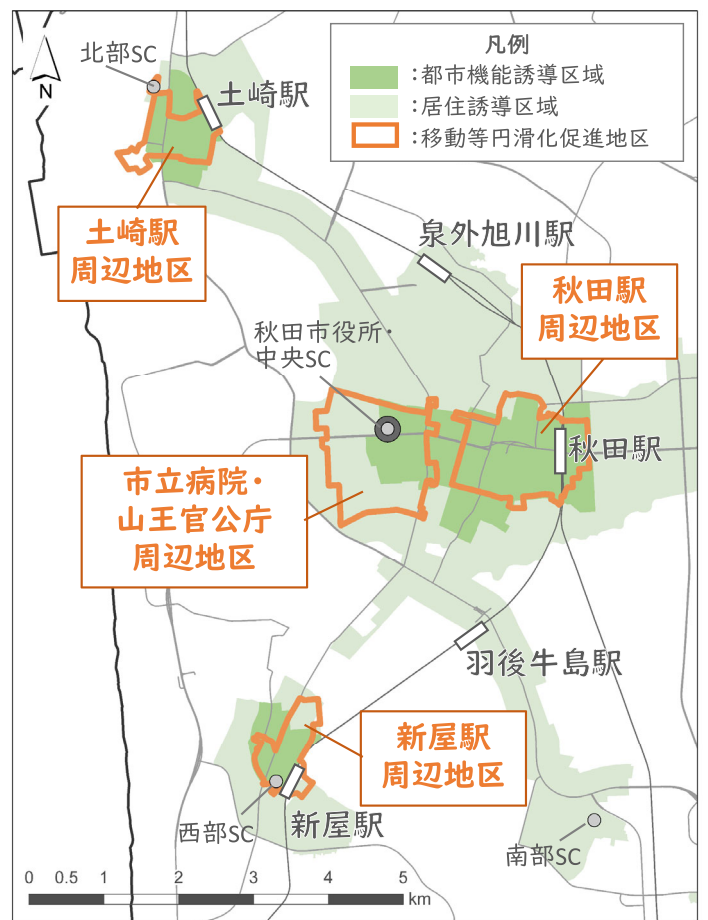 凡例
:都市機能誘導区域
:居住誘導区域
:移動等円滑化促進地区
N
北部SC
土崎駅
土崎駅
周辺地区
泉外旭川駅
秋田駅
周辺地区
秋田市役所・
中央SC
秋田駅
市立病院・
山王官公庁
周辺地区
羽後牛島駅
新屋駅
周辺地区
西部SC
新屋駅
南部SC
0 0.5 1 2 3 4 5
km